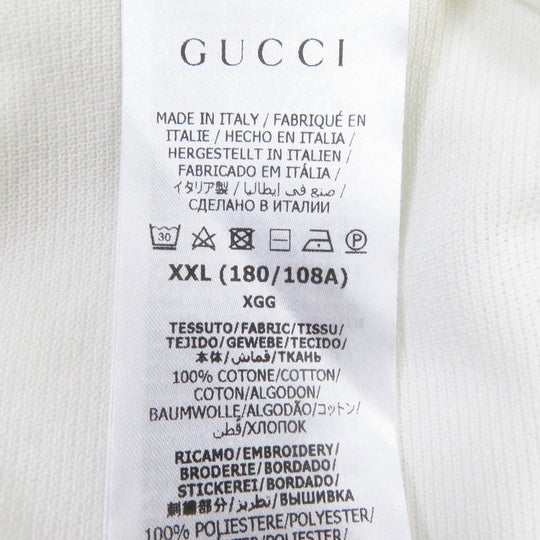 GUCCI
MADE IN ITALY / FABRIQUÉ EN
ITALIE / HECHO EN ITALIA /
HERGESTELLT IN ITALIEN /
FABRICADO EM ITÁLIA /
イタリア製 / صنع في إيطاليا /
СДЕЛАНО В ИТАЛИИ
30 P
XXL (180/108A)
XGG
TESSUTO/FABRIC/TISSU/
TEJIDO/GEWEBE/TECIDO/
本体/قماش/ТКАНЬ
100% COTONE/COTTON/
COTON/ALGODON/
BAUMWOLLE/ALGODÃO/コットン/
قطن/ХЛОПОК
RICAMO/EMBROIDERY/
BRODERIE/BORDADO/
STICKEREI/BORDADO/
刺繍部分/تطريز/ВЫШИВКА
100% POLIESTERE/POLYESTER/
POLYESTER/